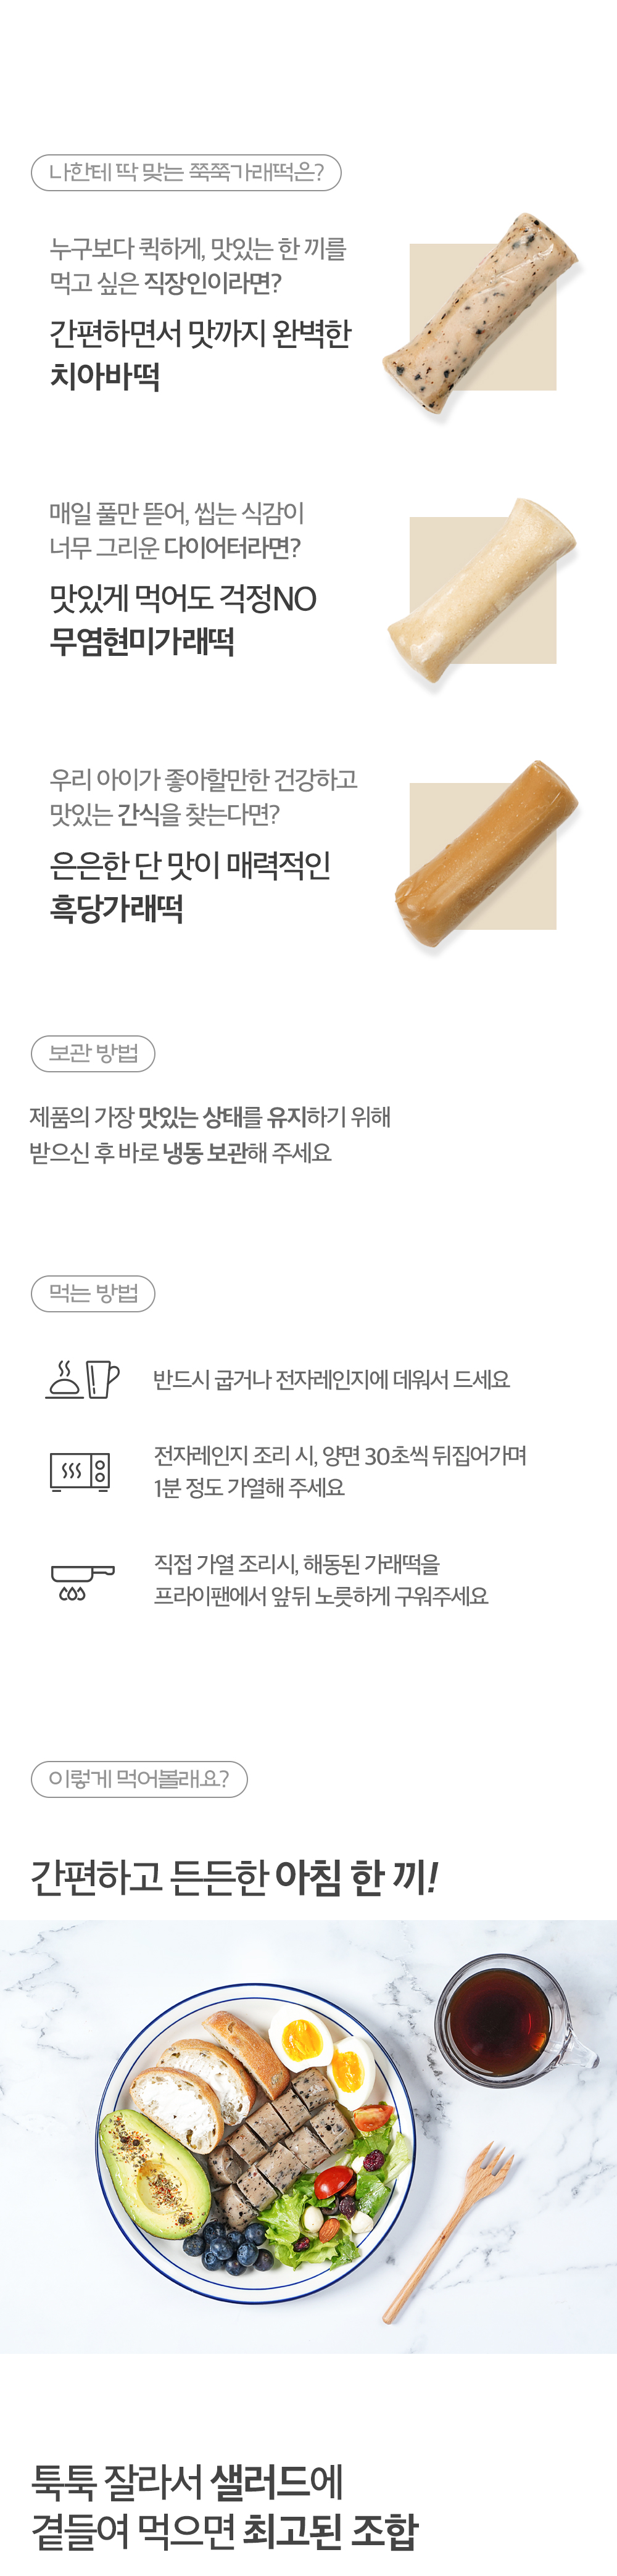 나한테 딱 맞는 쭉쭉가래떡은?
누구보다 퀵하게, 맛있는 한 끼를
먹고 싶은 직장인이라면?
간편하면서 맛까지 완벽한
치아바떡
매일 풀만 뜯어, 씹는 식감이
너무 그리운 다이어터라면?
맛있게 먹어도 걱정NO
무염현미가래떡
우리 아이가 좋아할만한 건강하고
맛있는 간식을 찾는다면?
은은한 단 맛이 매력적인
흑당가래떡
보관 방법
제품의 가장 맛있는 상태를 유지하기 위해
받으신 후 바로 냉동 보관해 주세요
먹는 방법
반드시 굽거나 전자레인지에 데워서 드세요
전자레인지 조리 시, 양면 30초씩 뒤집어가며
1분 정도 가열해 주세요
직접 가열 조리시, 해동된 가래떡을
프라이팬에서 앞뒤 노릇하게 구워주세요
이렇게 먹어볼래요?
간편하고 든든한 아침 한 끼!
툭툭 잘라서 샐러드에
곁들여 먹으면 최고된 조합